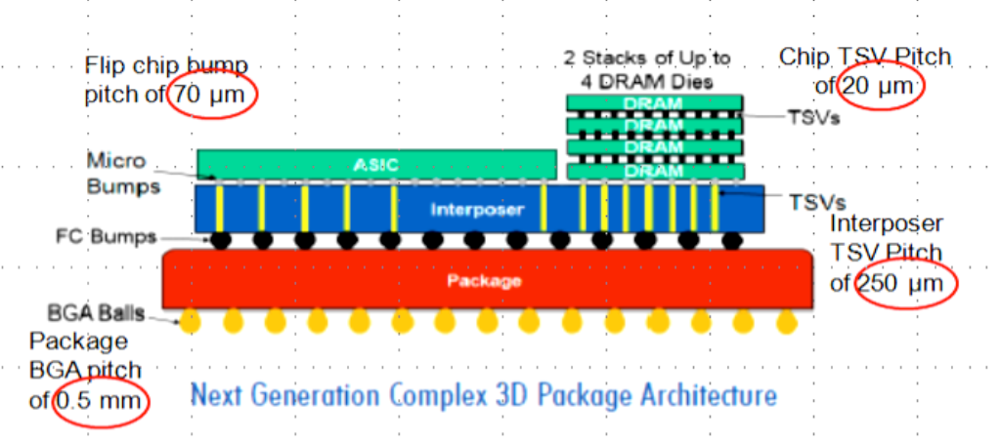 Flip chip bump
pitch of 70 µm
2 Stacks of Up to
4 DRAM Dies
Chip TSV Pitch
of 20 µm
DRAM
TSVs
DRAM
DRAM
DRAM
Micro
Bumps
ASIC
Interposer
TSVs
FC Bumps
Interposer
TSV Pitch
of 250 µm
Package
BGA Balls
Package
BGA pitch
of 0.5 mm
Next Generation Complex 3D Package Architecture